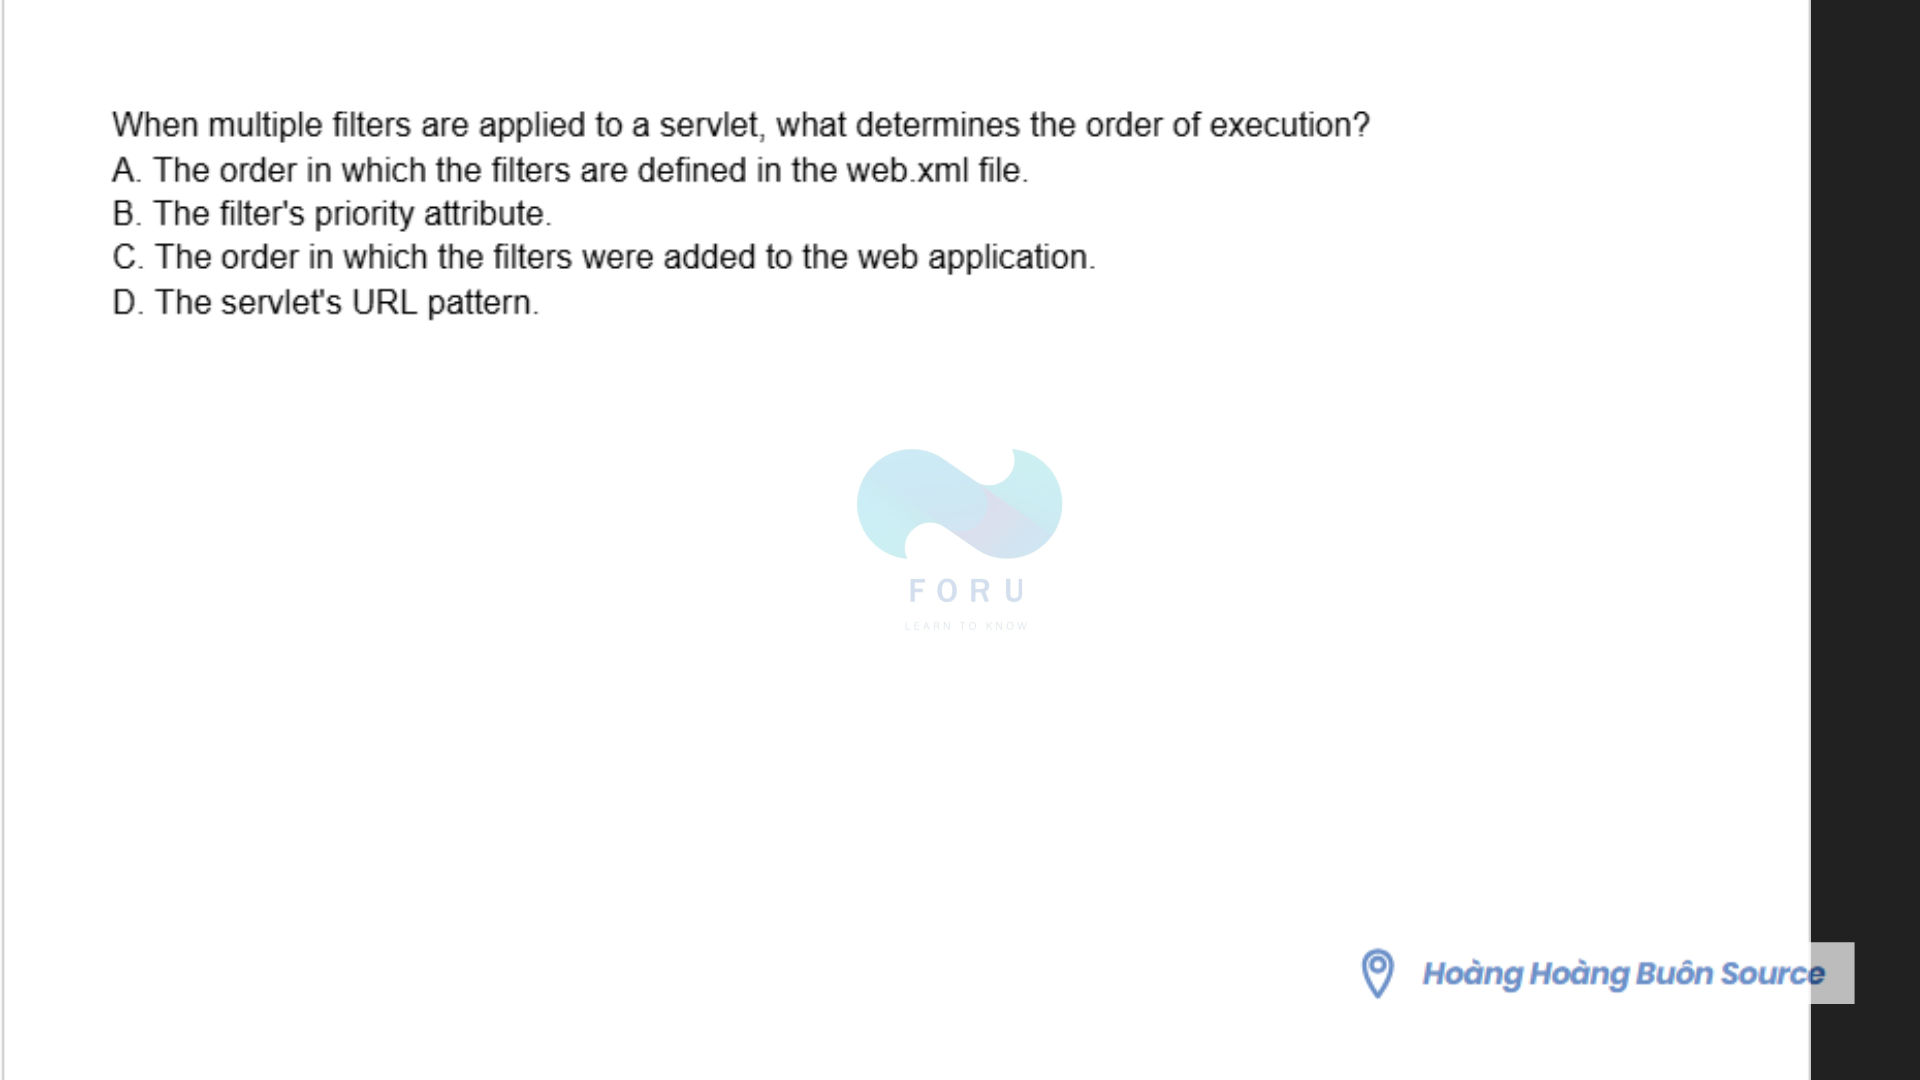 When multiple filters are applied to a servlet, what determines the order of execution?
A. The order in which the filters are defined in the web.xml file.
B. The filter's priority attribute.
C. The order in which the filters were added to the web application.
D. The servlet's URL pattern.
FORU
LEARN TO KNOW
Hoàng Hoàng Buôn Source